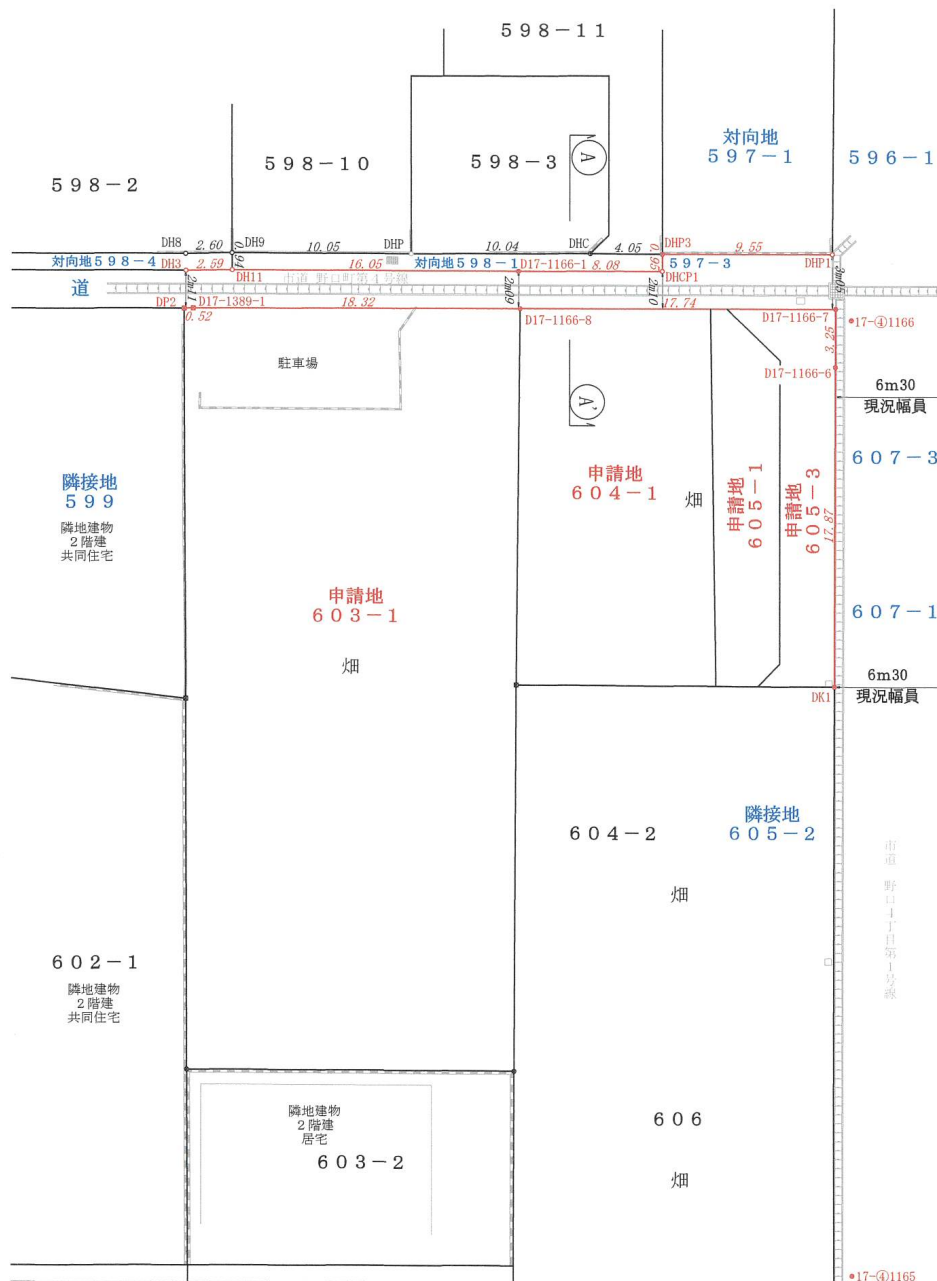 ５９８－１１
対向地
５９７－１
５９６－１
５９８－１０
５９８－３
A
５９８－２
DH8
2.60
DH9
0.94
10.05
DHP
10.04
DHC
4.05
0.95
DHP3
9.55
DHP1
対向地５９８－４
DH3
2.59
DH11
16.05
対向地５９８－１
D17-1166-1
8.08
５９７－３
DHCP1
3m05
道
市道 野口町第４号線
2m11
2m09
2m10
DP2
D17-1389-1
0.52
18.32
D17-1166-8
17.74
D17-1166-7
17-④1166
3.25
D17-1166-6
駐車場
6m30
現況幅員
A'
６０７－３
隣接地
５９９
隣地建物
２階建
共同住宅
申請地
６０４－１
畑
申請地
６０５－１
申請地
６０５－３
17.87
申請地
６０３－１
畑
６０７－１
6m30
現況幅員
DK1
隣接地
６０５－２
６０４－２
畑
市道 野口４丁目第１号線
６０２－１
隣地建物
２階建
共同住宅
隣地建物
２階建
居宅
６０３－２
６０６
畑
17-④1165